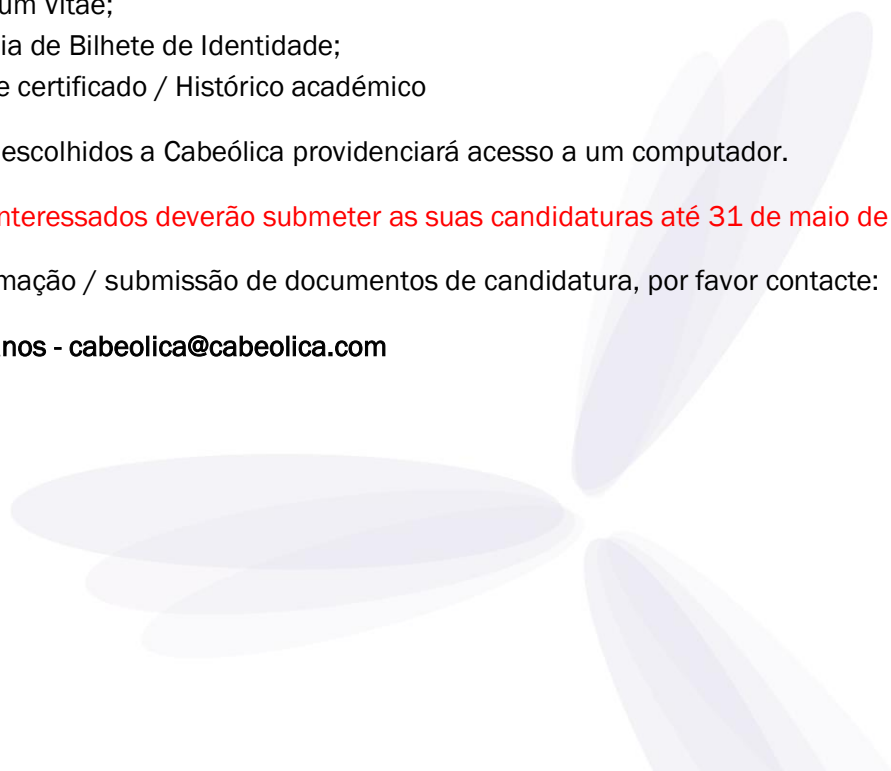 um Vitae;
ia de Bilhete de Identidade;
e certificado / Histórico académico
escolhidos a Cabeólica providenciará acesso a um computador.
nteressados deverão submeter as suas candidaturas até 31 de maio de
mação / submissão de documentos de candidatura, por favor contacte:
nos - cabeolica@cabeolica.com